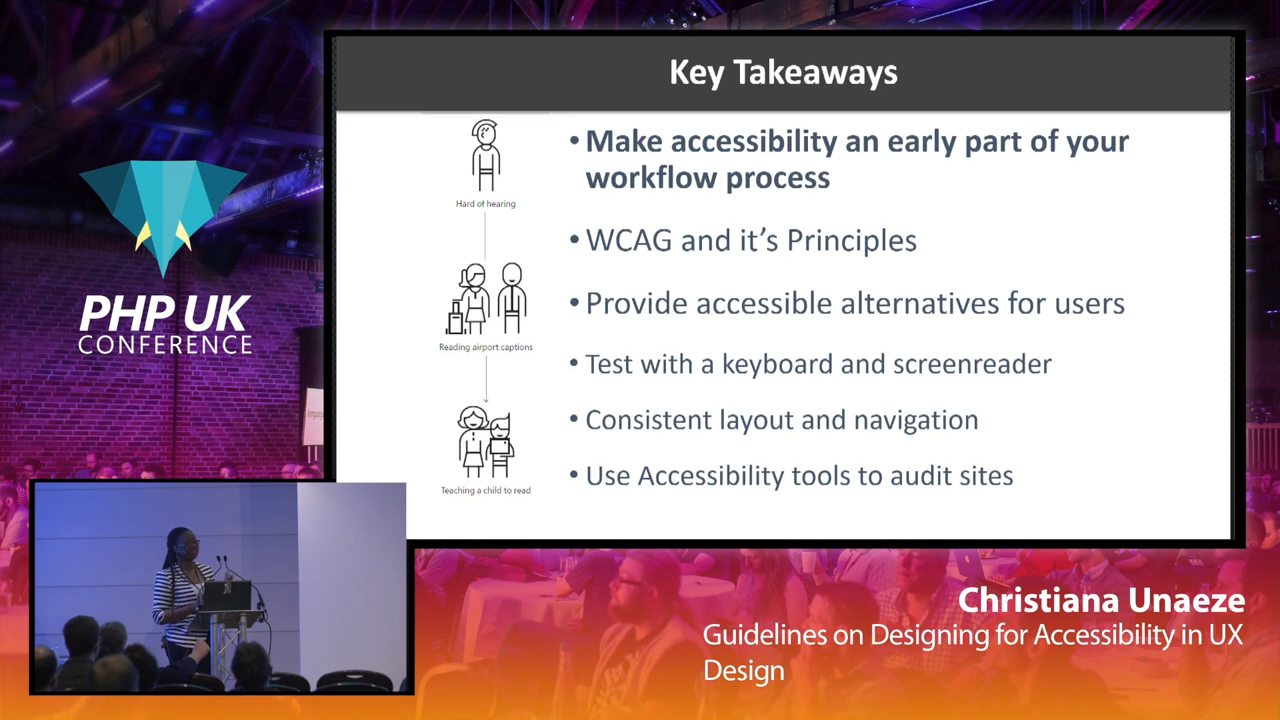 Key Takeaways
Hard of hearing
Reading airport captions
Teaching a child to read
• Make accessibility an early part of your
workflow process
• WCAG and it's Principles
• Provide accessible alternatives for users
• Test with a keyboard and screenreader
• Consistent layout and navigation
• Use Accessibility tools to audit sites
PHP UK
CONFERENCE
Christiana Unaeze
Guidelines on Designing for Accessibility in UX
Design